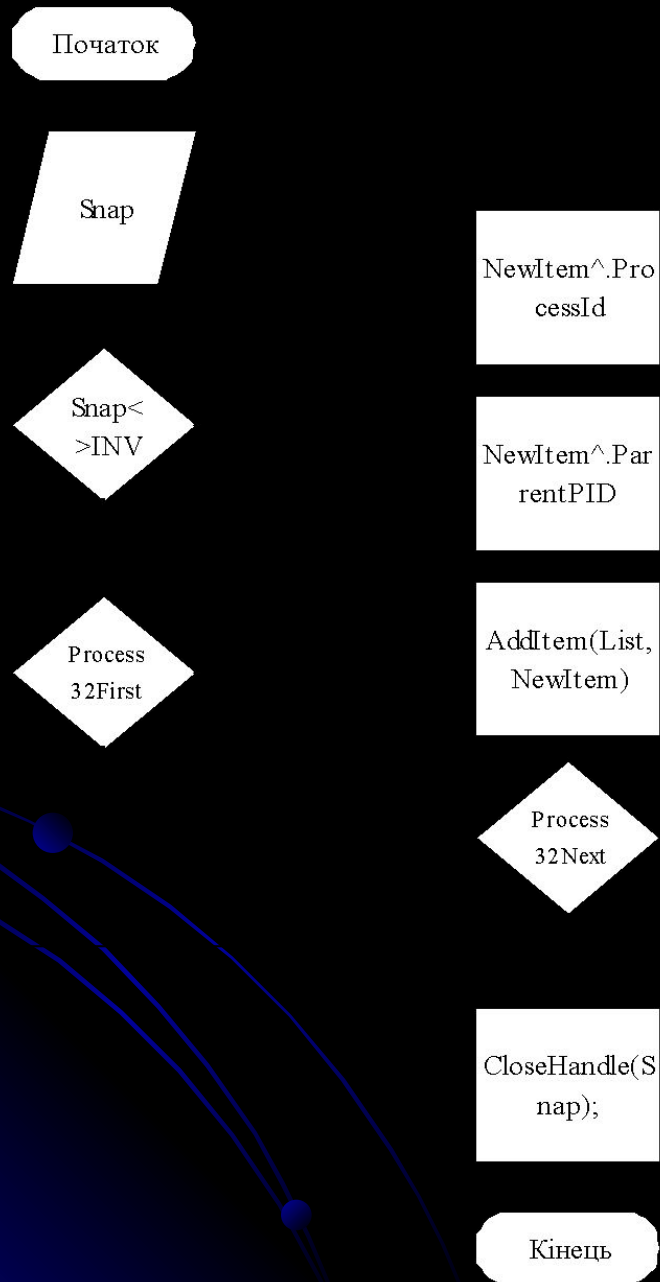 Початок
Snap
Snap<
>INV
Process
32First
NewItem^.Pro
cessId
NewItem^.Par
rentPID
AddItem(List,
NewItem)
Process
32Next
CloseHandle(S
nap);
Кінець